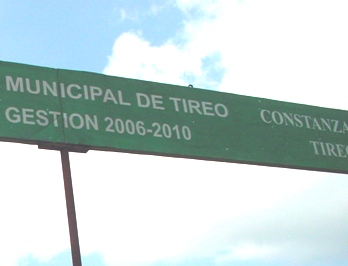 MUNICIPAL DE TIREO
GESTION 2006-2010
CONSTANZA
TIREO